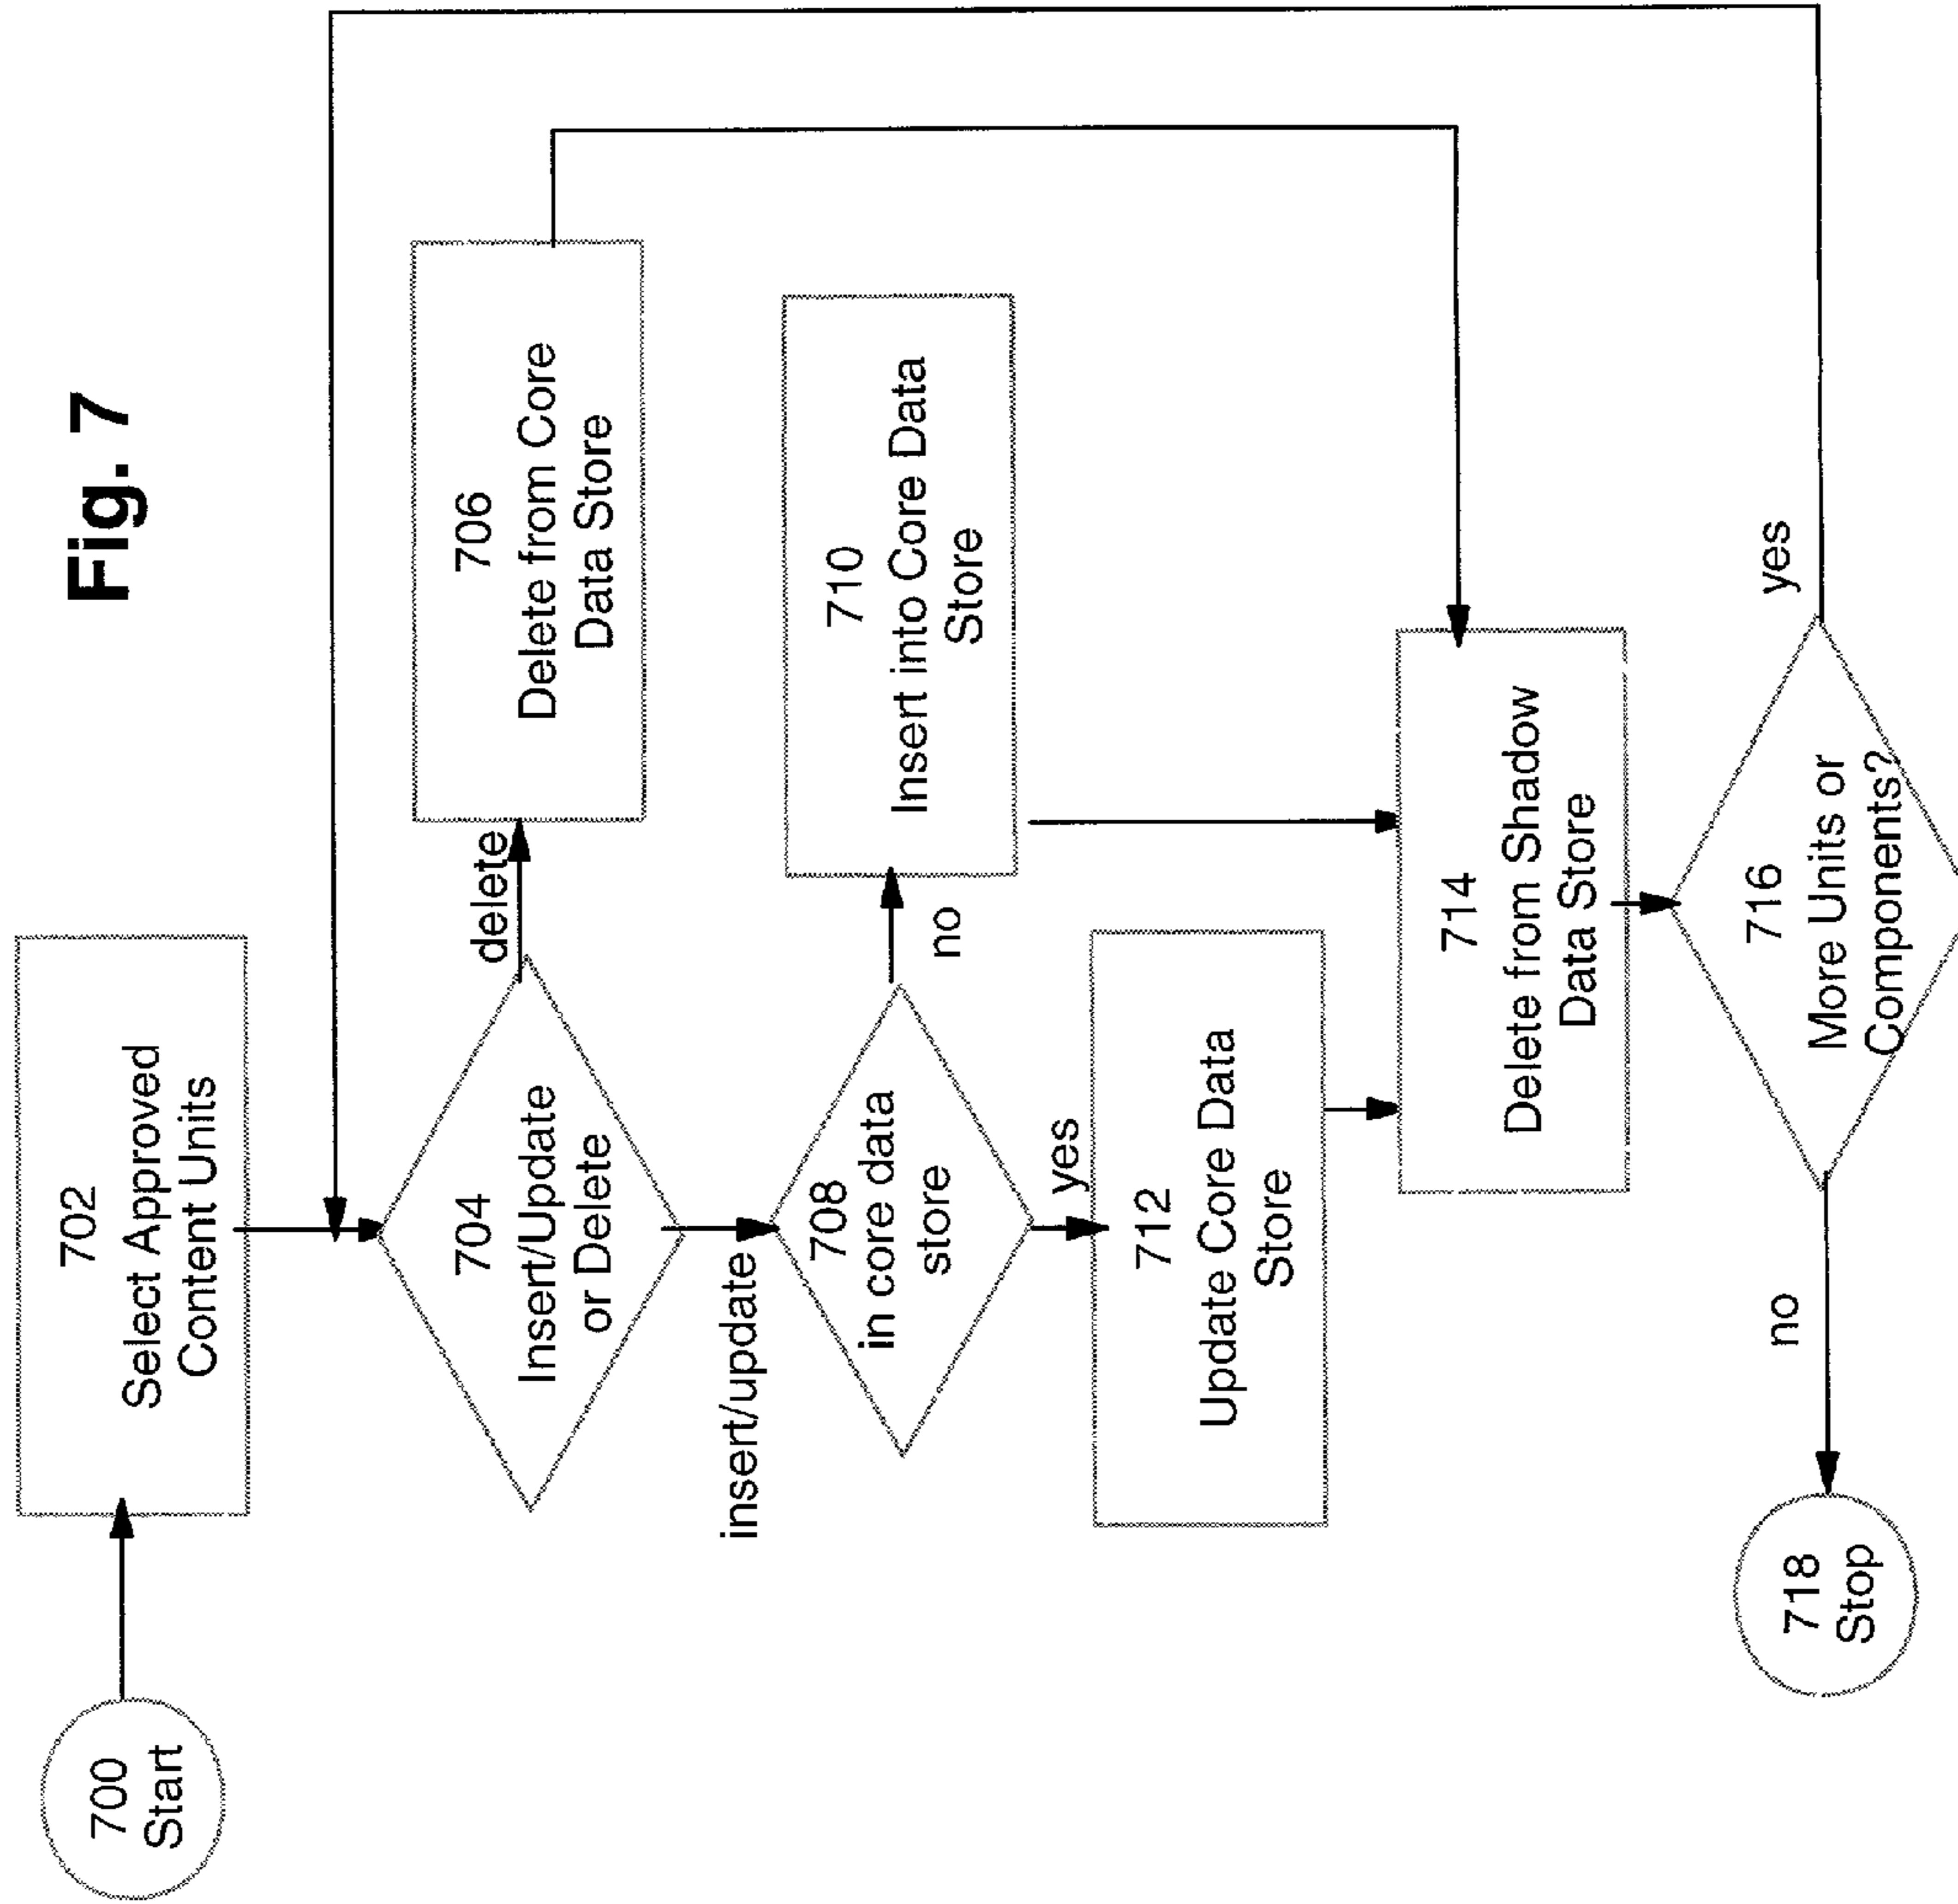 Fig. 7
700
Start
702
Select Approved
Content Units
704
Insert/Update
or Delete
delete
706
Delete from Core
Data Store
insert/update
708
in core data
store
no
710
Insert into Core Data
Store
yes
712
Update Core Data
Store
714
Delete from Shadow
Data Store
716
More Units or
Components?
yes
no
718
Stop